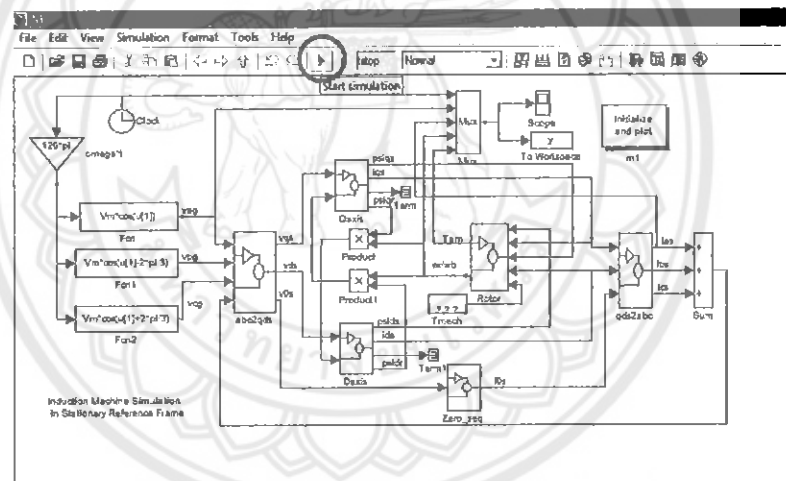 s1
File Edit View Simulation Format Tools Help
Normal
Start simulation
Clock
120*pi
omega*t
Mux
Mux
Scope
y
To Workspace
Initialize
and plot
m1
Vm*cos(u[1])
vag
Fcn
Vm*cos(u[1]-2*pi/3)
vbg
Fcn1
Vm*cos(u[1]+2*pi/3)
vcg
Fcn2
vqs
vds
v0s
abc2qds
psiqs
iqs
Term
Qaxis
Product
Product1
psids
ids
psidr
Term1
Daxis
Tem
wr/wb
Rotor
Tmech
i0s
Zero_seq
qds2abc
ias
ibs
ics
Sum
Induction Machine Simulation
in Stationary Reference Frame